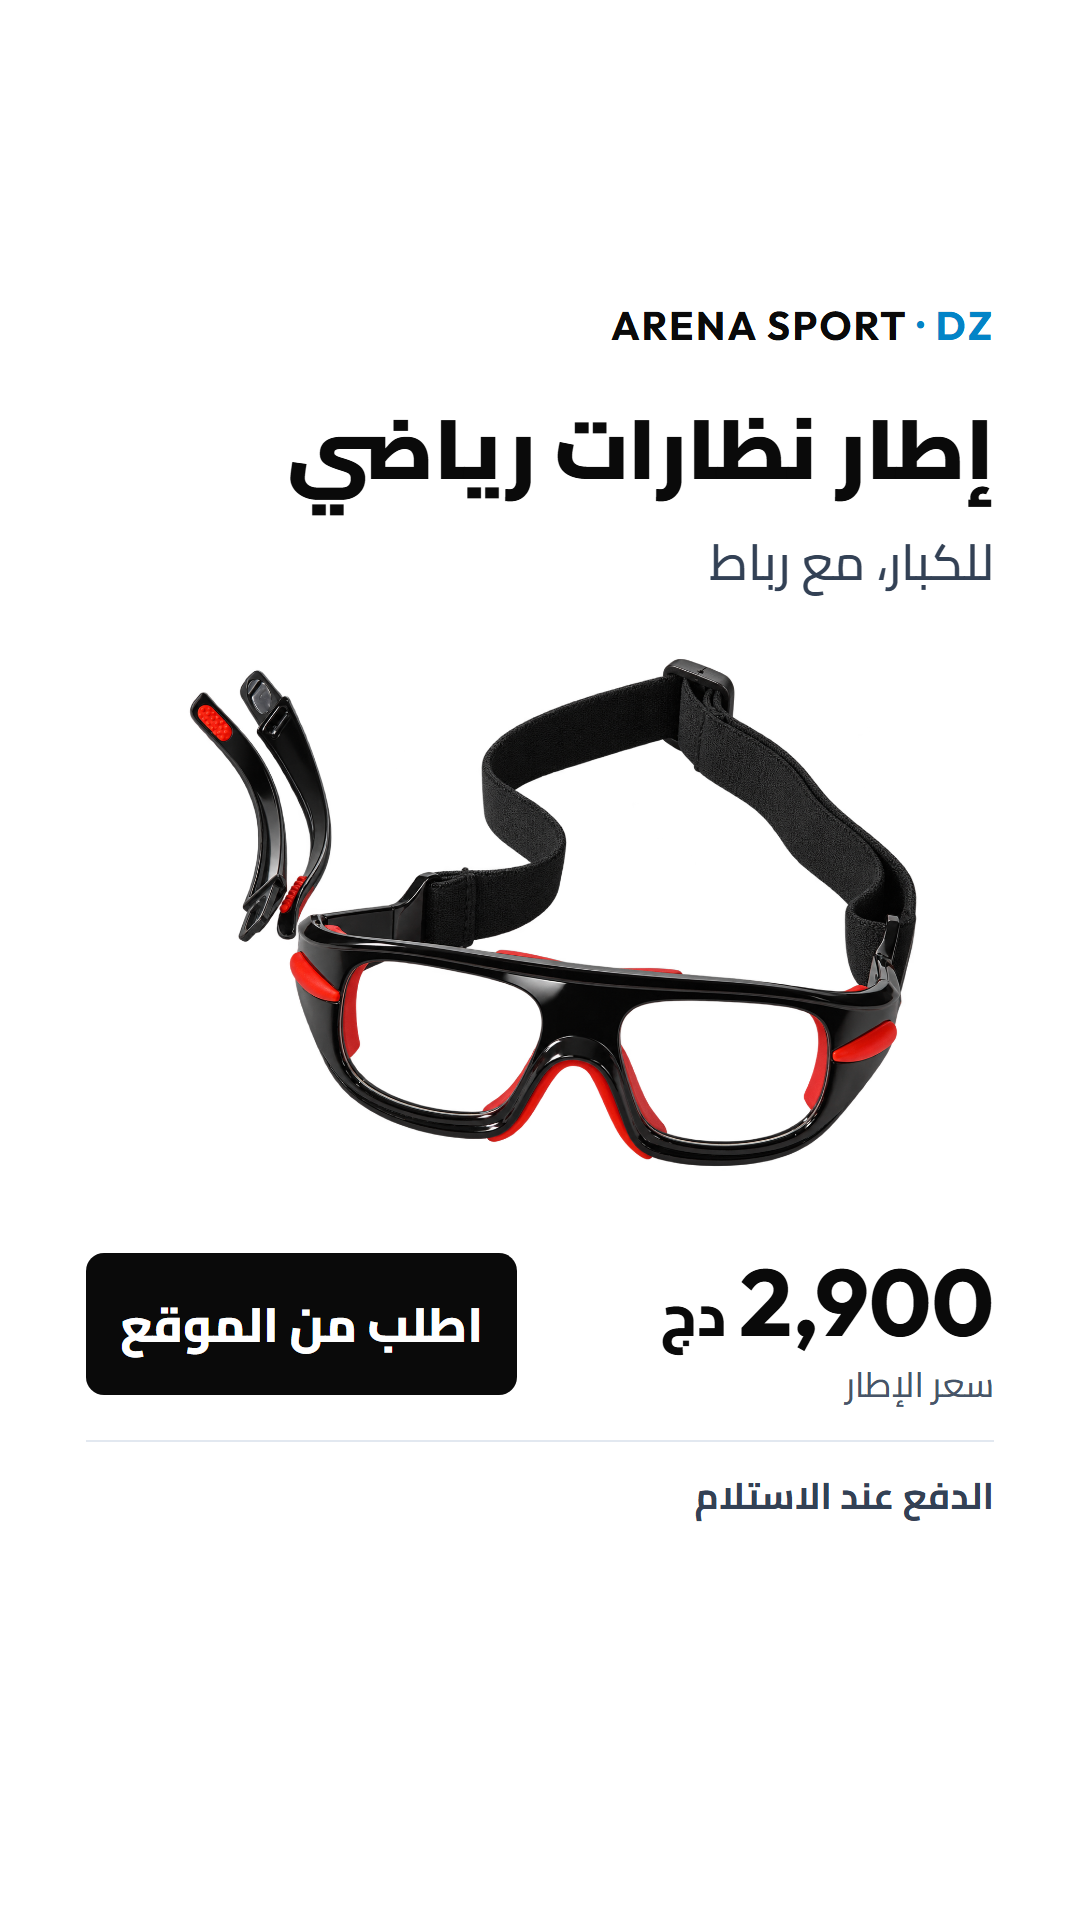 ARENA SPORT · DZ
إطار نظارات رياضي
للكبار، مع رباط
2,900 دج
سعر الإطار
اطلب من الموقع
الدفع عند الاستلام